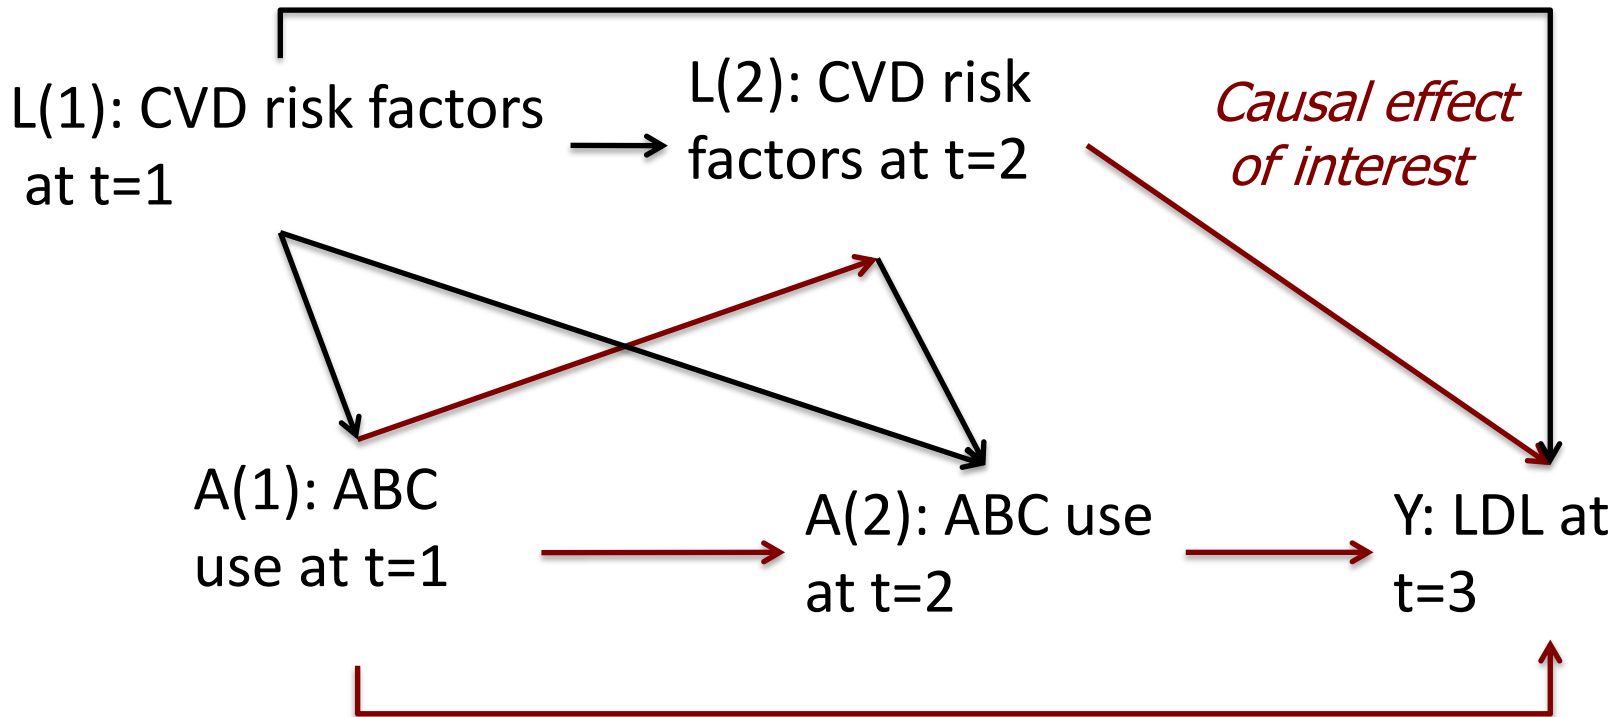 L(1): CVD risk factors
at t=1
L(2): CVD risk
factors at t=2
Causal effect
of interest
A(1): ABC
use at t=1
A(2): ABC use
at t=2
Y: LDL at
t=3